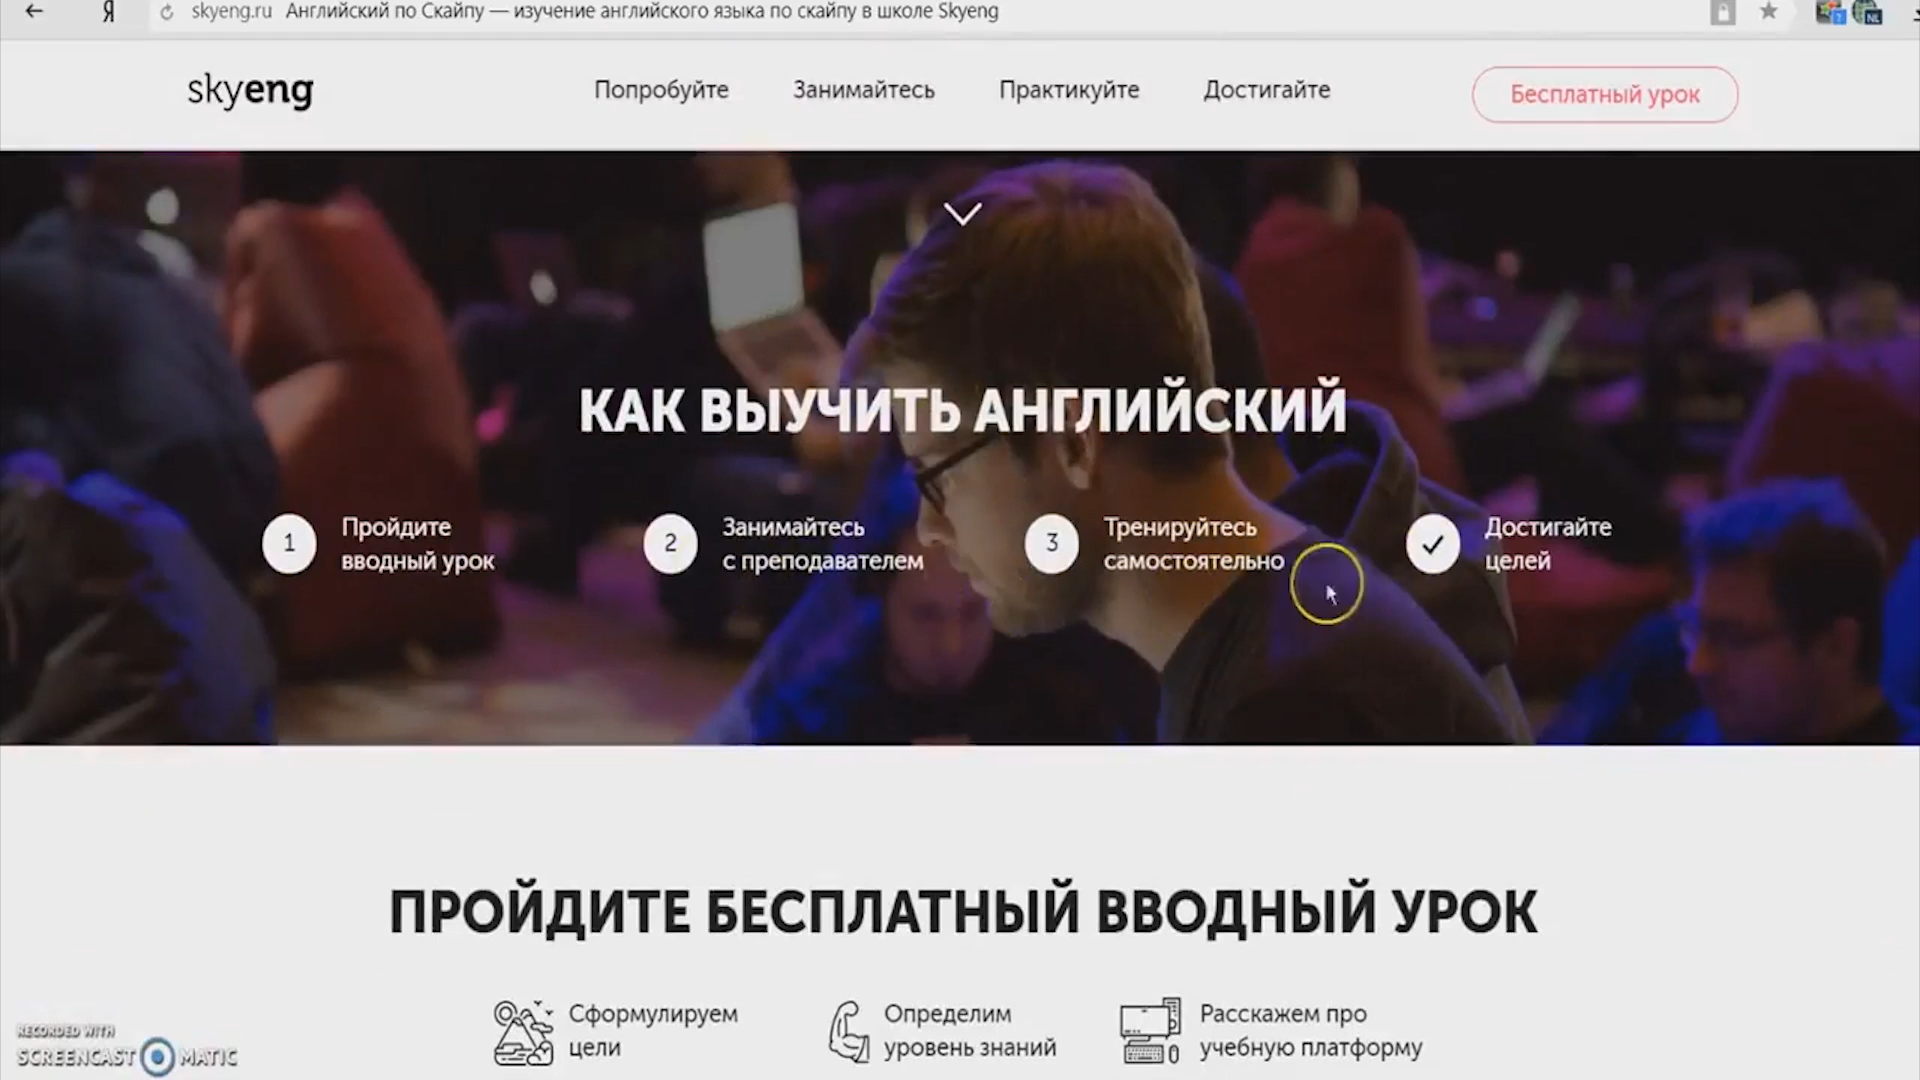 Я skyeng.ru Английский по Скайпу — изучение английского языка по скайпу в школе Skyeng
NL
skyeng Попробуйте Занимайтесь Практикуйте Достигайте Бесплатный урок
КАК ВЫУЧИТЬ АНГЛИЙСКИЙ
1 Пройдите
вводный урок
2 Занимайтесь
с преподавателем
3 Тренируйтесь
самостоятельно
Достигайте
целей
ПРОЙДИТЕ БЕСПЛАТНЫЙ ВВОДНЫЙ УРОК
Сформулируем
цели
Определим
уровень знаний
Расскажем про
учебную платформу
RECORDED WITH
SCREENCAST MATIC